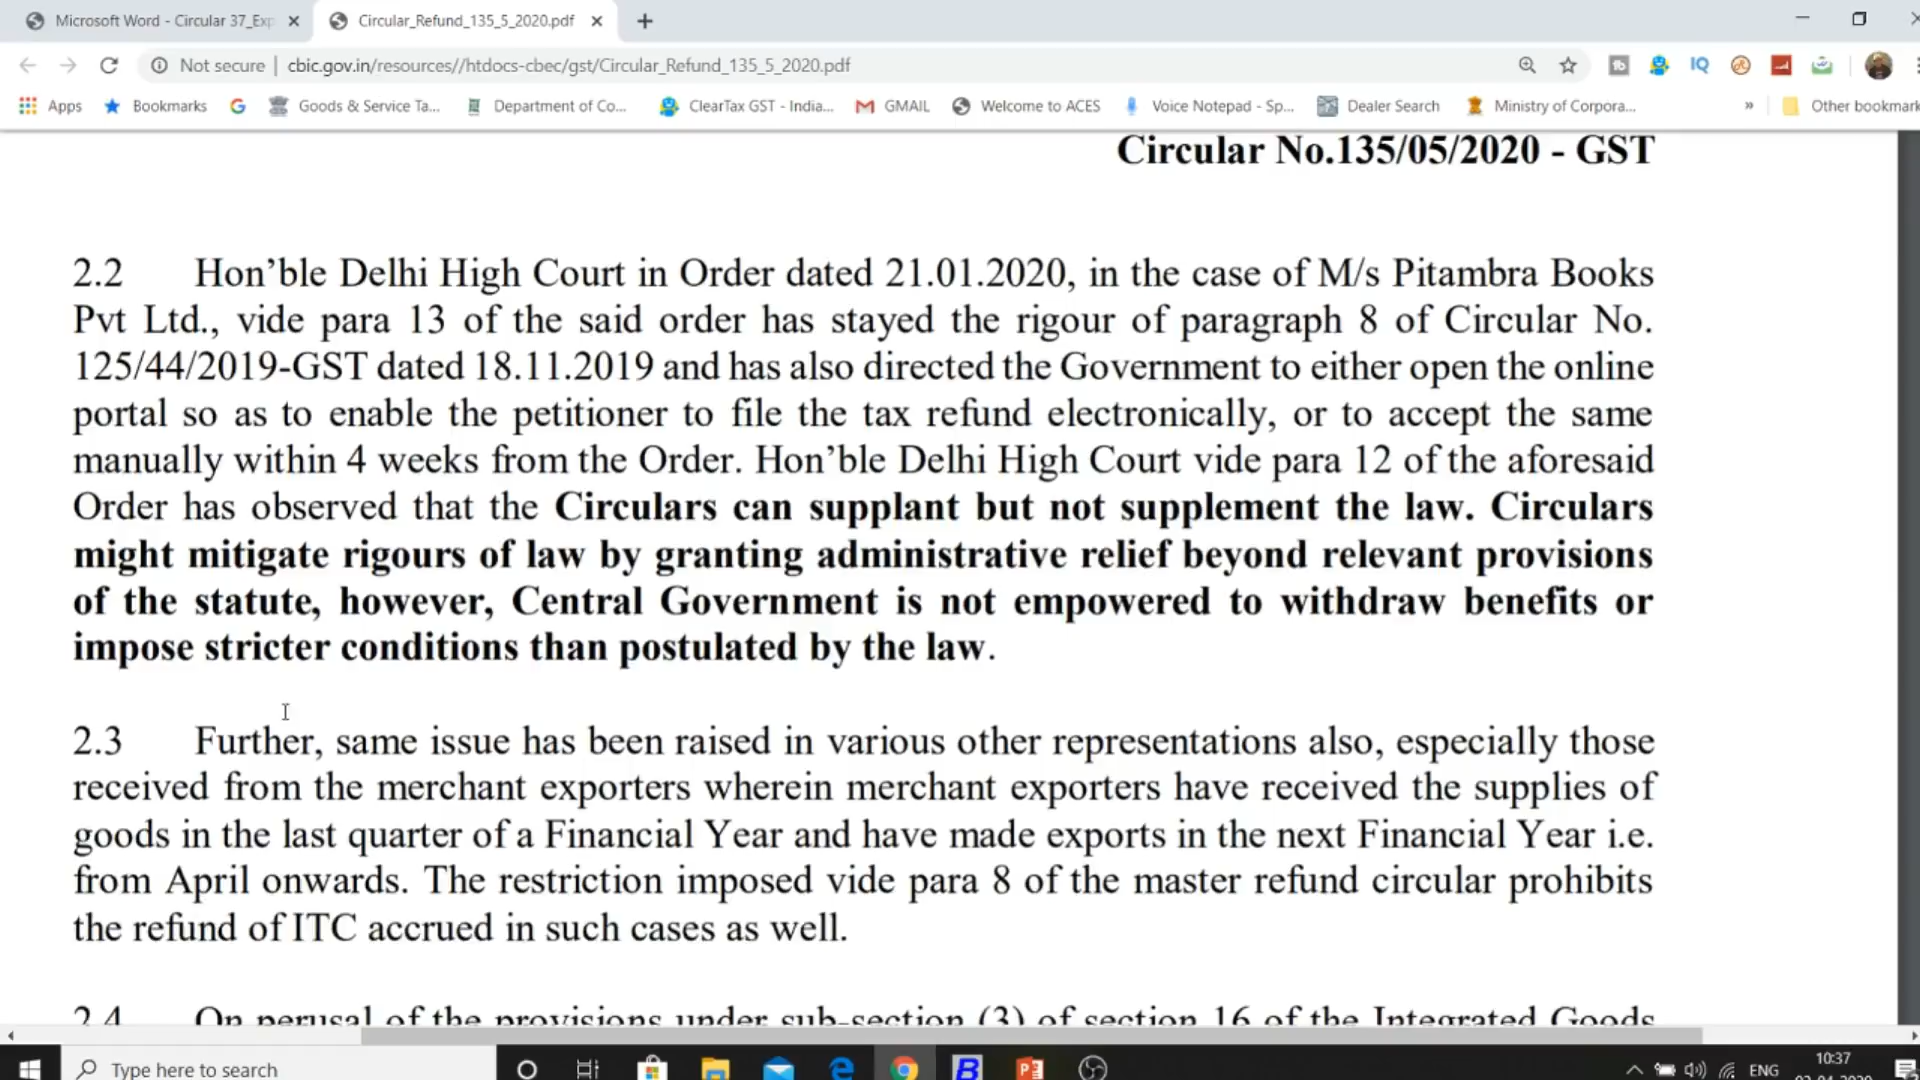 Microsoft Word - Circular 37_Exp
Circular_Refund_135_5_2020.pdf
Not secure | cbic.gov.in/resources//htdocs-cbec/gst/Circular_Refund_135_5_2020.pdf
IQ
Apps Bookmarks Goods & Service Ta... Department of Co... ClearTax GST - India... GMAIL Welcome to ACES Voice Notepad - Sp... Dealer Search Ministry of Corpora... » Other bookmark
Circular No.135/05/2020 - GST
2.2 Hon’ble Delhi High Court in Order dated 21.01.2020, in the case of M/s Pitambra Books
Pvt Ltd., vide para 13 of the said order has stayed the rigour of paragraph 8 of Circular No.
125/44/2019-GST dated 18.11.2019 and has also directed the Government to either open the online
portal so as to enable the petitioner to file the tax refund electronically, or to accept the same
manually within 4 weeks from the Order. Hon’ble Delhi High Court vide para 12 of the aforesaid
Order has observed that the Circulars can supplant but not supplement the law. Circulars
might mitigate rigours of law by granting administrative relief beyond relevant provisions
of the statute, however, Central Government is not empowered to withdraw benefits or
impose stricter conditions than postulated by the law.
2.3 Further, same issue has been raised in various other representations also, especially those
received from the merchant exporters wherein merchant exporters have received the supplies of
goods in the last quarter of a Financial Year and have made exports in the next Financial Year i.e.
from April onwards. The restriction imposed vide para 8 of the master refund circular prohibits
the refund of ITC accrued in such cases as well.
2.4 On perusal of the provisions under sub-section (3) of section 16 of the Integrated Goods
Type here to search
ENG
10:37